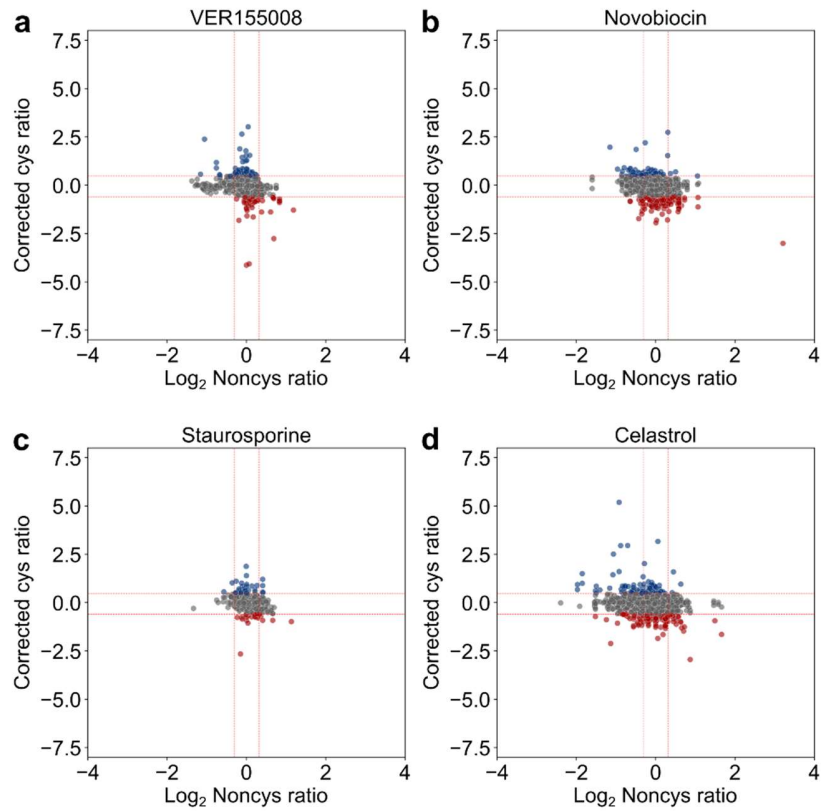 a VER155008
7.5
5.0
2.5
0.0
−2.5
−5.0
−7.5
Corrected cys ratio
−4 −2 0 2 4
Log2 Noncys ratio
b Novobiocin
7.5
5.0
2.5
0.0
−2.5
−5.0
−7.5
Corrected cys ratio
−4 −2 0 2 4
Log2 Noncys ratio
c Staurosporine
7.5
5.0
2.5
0.0
−2.5
−5.0
−7.5
Corrected cys ratio
−4 −2 0 2 4
Log2 Noncys ratio
d Celastrol
7.5
5.0
2.5
0.0
−2.5
−5.0
−7.5
Corrected cys ratio
−4 −2 0 2 4
Log2 Noncys ratio